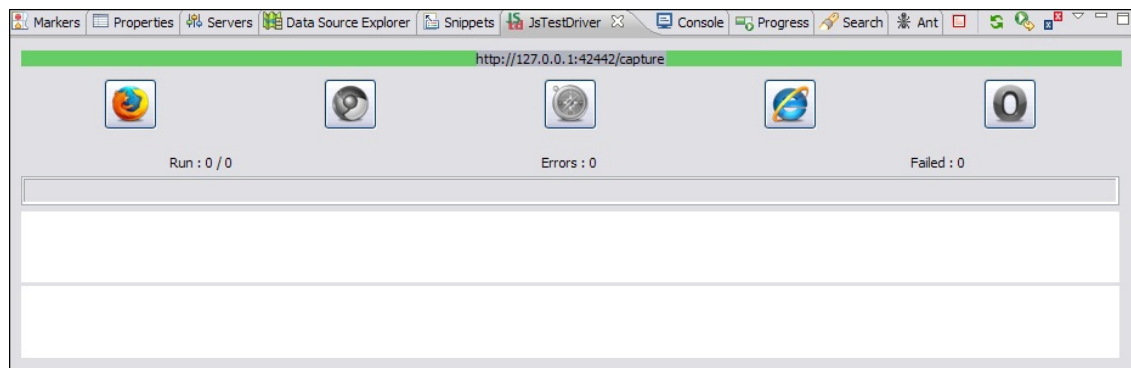 Markers Properties Servers Data Source Explorer Snippets JsTestDriver Console Progress Search Ant
http://127.0.0.1:42442/capture
Run : 0 / 0 Errors : 0 Failed : 0